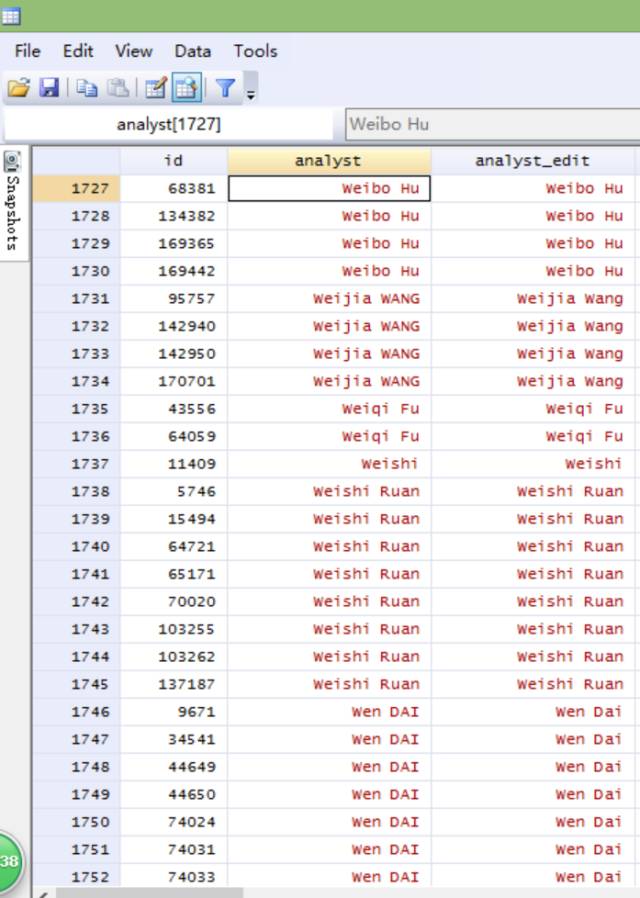 File Edit View Data Tools
analyst[1727] Weibo Hu
Snapshots
id analyst analyst_edit
1727 68381 Weibo Hu Weibo Hu
1728 134382 Weibo Hu Weibo Hu
1729 169365 Weibo Hu Weibo Hu
1730 169442 Weibo Hu Weibo Hu
1731 95757 Weijia WANG Weijia Wang
1732 142940 Weijia WANG Weijia Wang
1733 142950 Weijia WANG Weijia Wang
1734 170701 Weijia WANG Weijia Wang
1735 43556 Weiqi Fu Weiqi Fu
1736 64059 Weiqi Fu Weiqi Fu
1737 11409 Weishi Weishi
1738 5746 Weishi Ruan Weishi Ruan
1739 15494 Weishi Ruan Weishi Ruan
1740 64721 Weishi Ruan Weishi Ruan
1741 65171 Weishi Ruan Weishi Ruan
1742 70020 Weishi Ruan Weishi Ruan
1743 103255 Weishi Ruan Weishi Ruan
1744 103262 Weishi Ruan Weishi Ruan
1745 137187 Weishi Ruan Weishi Ruan
1746 9671 Wen DAI Wen Dai
1747 34541 Wen DAI Wen Dai
1748 44649 Wen DAI Wen Dai
1749 44650 Wen DAI Wen Dai
1750 74024 Wen DAI Wen Dai
1751 74031 Wen DAI Wen Dai
1752 74033 Wen DAI Wen Dai
38